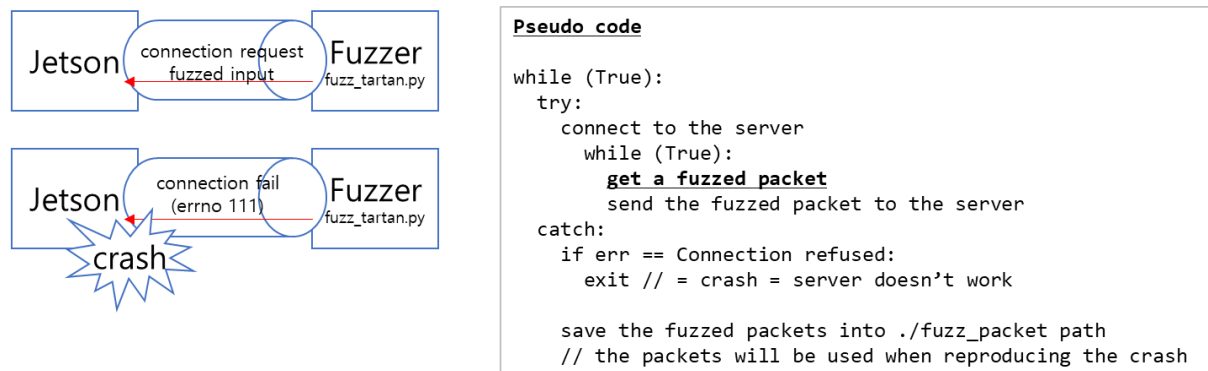 Jetson
connection request
fuzzed input
Fuzzer
fuzz_tartan.py
Jetson
connection fail
(errno 111)
Fuzzer
fuzz_tartan.py
crash
Pseudo code
while (True):
  try:
    connect to the server
      while (True):
        get a fuzzed packet
        send the fuzzed packet to the server
  catch:
    if err == Connection refused:
      exit // = crash = server doesn’t work
    save the fuzzed packets into ./fuzz_packet path
    // the packets will be used when reproducing the crash